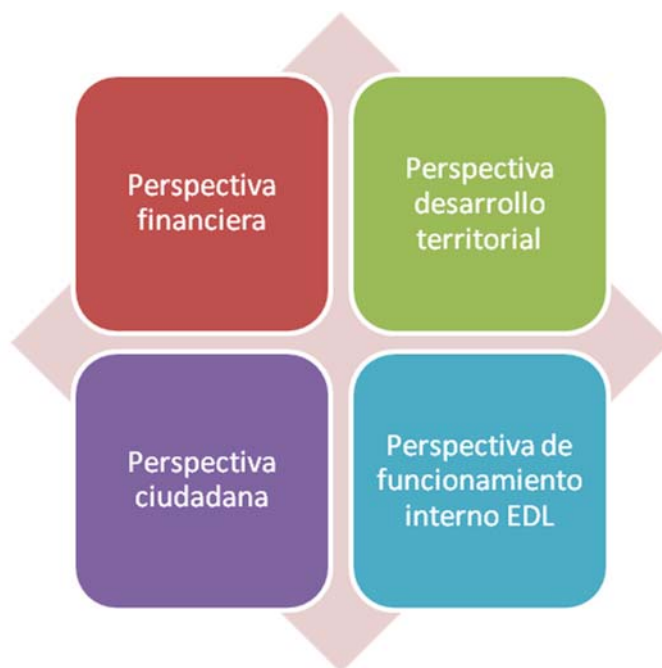 Perspectiva
financiera
Perspectiva
desarrollo
territorial
Perspectiva
ciudadana
Perspectiva de
funcionamiento
interno EDL